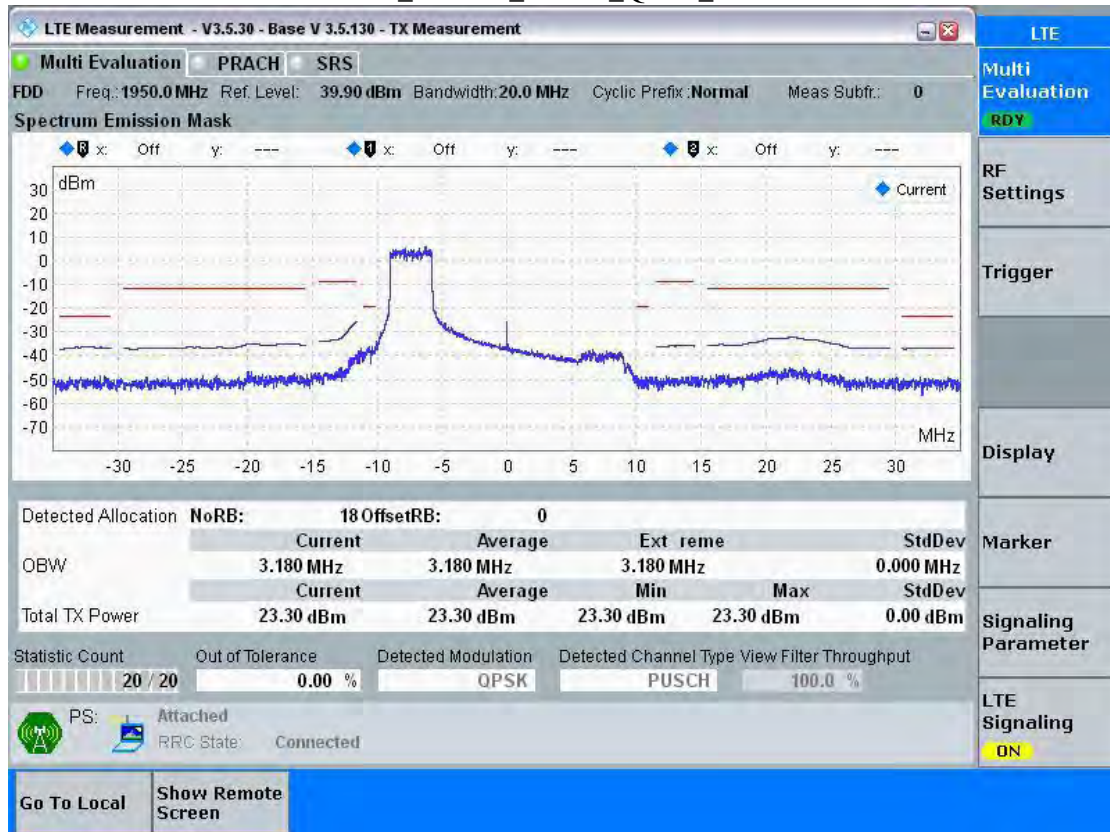 LTE Measurement - V3.5.30 - Base V 3.5.130 - TX Measurement
LTE
Multi Evaluation PRACH SRS
Multi Evaluation
RDY
FDD Freq.: 1950.0 MHz Ref. Level: 39.90 dBm Bandwidth: 20.0 MHz Cyclic Prefix : Normal Meas Subfr.: 0
Spectrum Emission Mask
R x: Off y: --- 1 x: Off y: --- 2 x: Off y: ---
dBm
Current
30
20
10
0
-10
-20
-30
-40
-50
-60
-70
MHz
-30 -25 -20 -15 -10 -5 0 5 10 15 20 25 30
Detected Allocation NoRB: 18 OffsetRB: 0
Current Average Ext reme StdDev
OBW 3.180 MHz 3.180 MHz 3.180 MHz 0.000 MHz
Current Average Min Max StdDev
Total TX Power 23.30 dBm 23.30 dBm 23.30 dBm 23.30 dBm 0.00 dBm
Statistic Count Out of Tolerance Detected Modulation Detected Channel Type View Filter Throughput
20 / 20 0.00 % QPSK PUSCH 100.0 %
PS: Attached
RRC State: Connected
RF Settings
Trigger
Display
Marker
Signaling Parameter
LTE Signaling
ON
Go To Local
Show Remote Screen